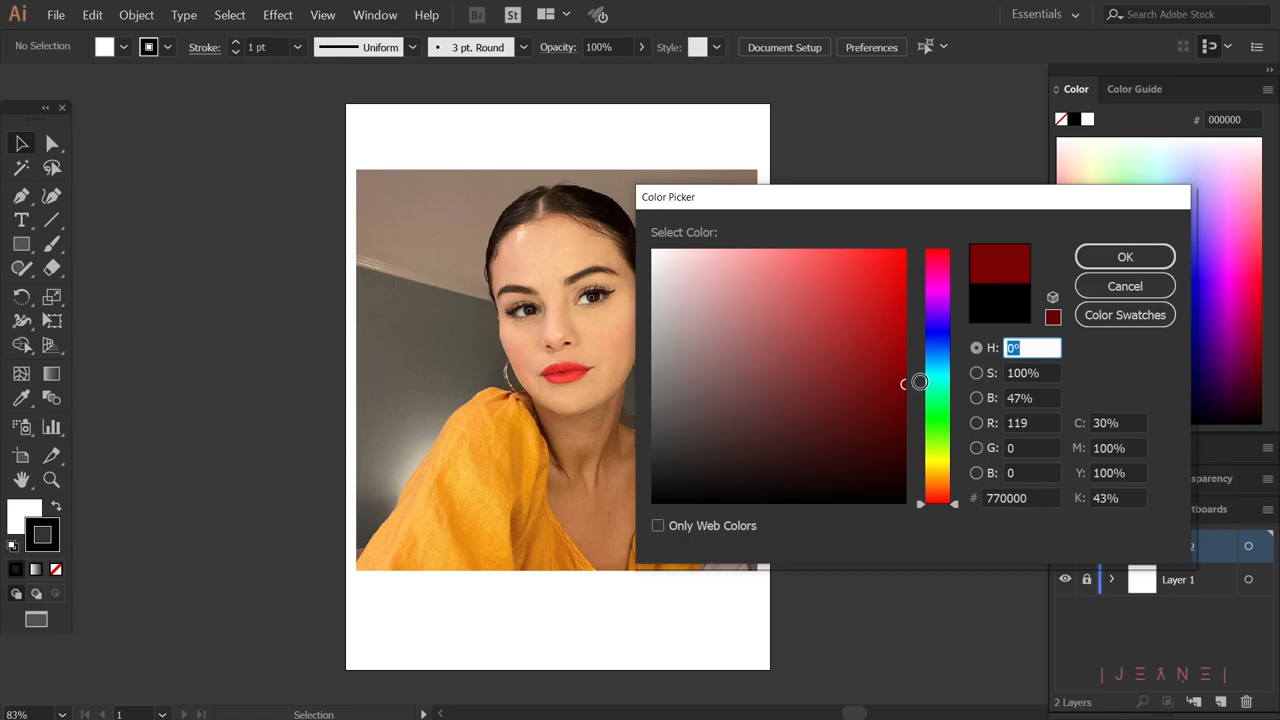 Ai File Edit Object Type Select Effect View Window Help Br St Essentials Search Adobe Stock
No Selection Stroke: 1 pt Uniform 3 pt. Round Opacity: 100% Style: Document Setup Preferences
Color Color Guide
# 000000
Color Picker
Select Color:
OK
Cancel
Color Swatches
H: 0°
S: 100%
B: 47%
R: 119 C: 30%
G: 0 M: 100%
B: 0 Y: 100%
# 770000 K: 43%
Only Web Colors
Layer 1
| J E A N E |
2 Layers
83% 1 Selection